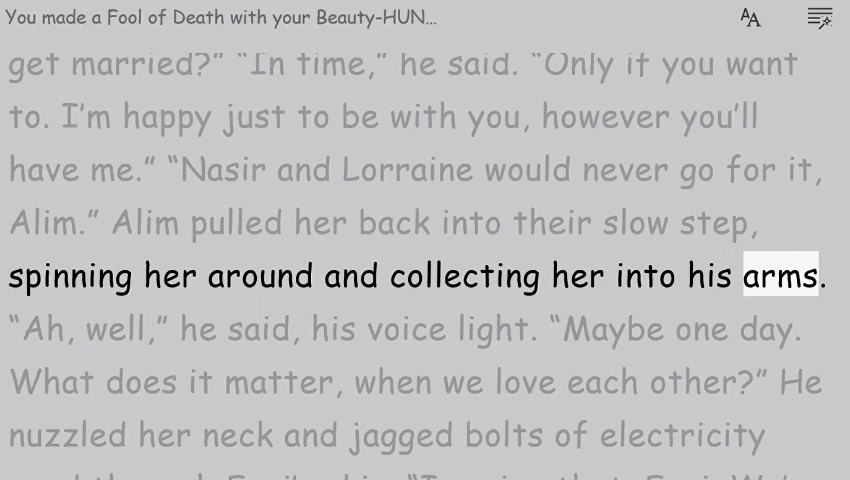 You made a Fool of Death with your Beauty-HUN...
AA
get married?” “In time,” he said. “Only if you want
to. I’m happy just to be with you, however you’ll
have me.” “Nasir and Lorraine would never go for it,
Alim.” Alim pulled her back into their slow step,
spinning her around and collecting her into his arms.
“Ah, well,” he said, his voice light. “Maybe one day.
What does it matter, when we love each other?” He
nuzzled her neck and jagged bolts of electricity